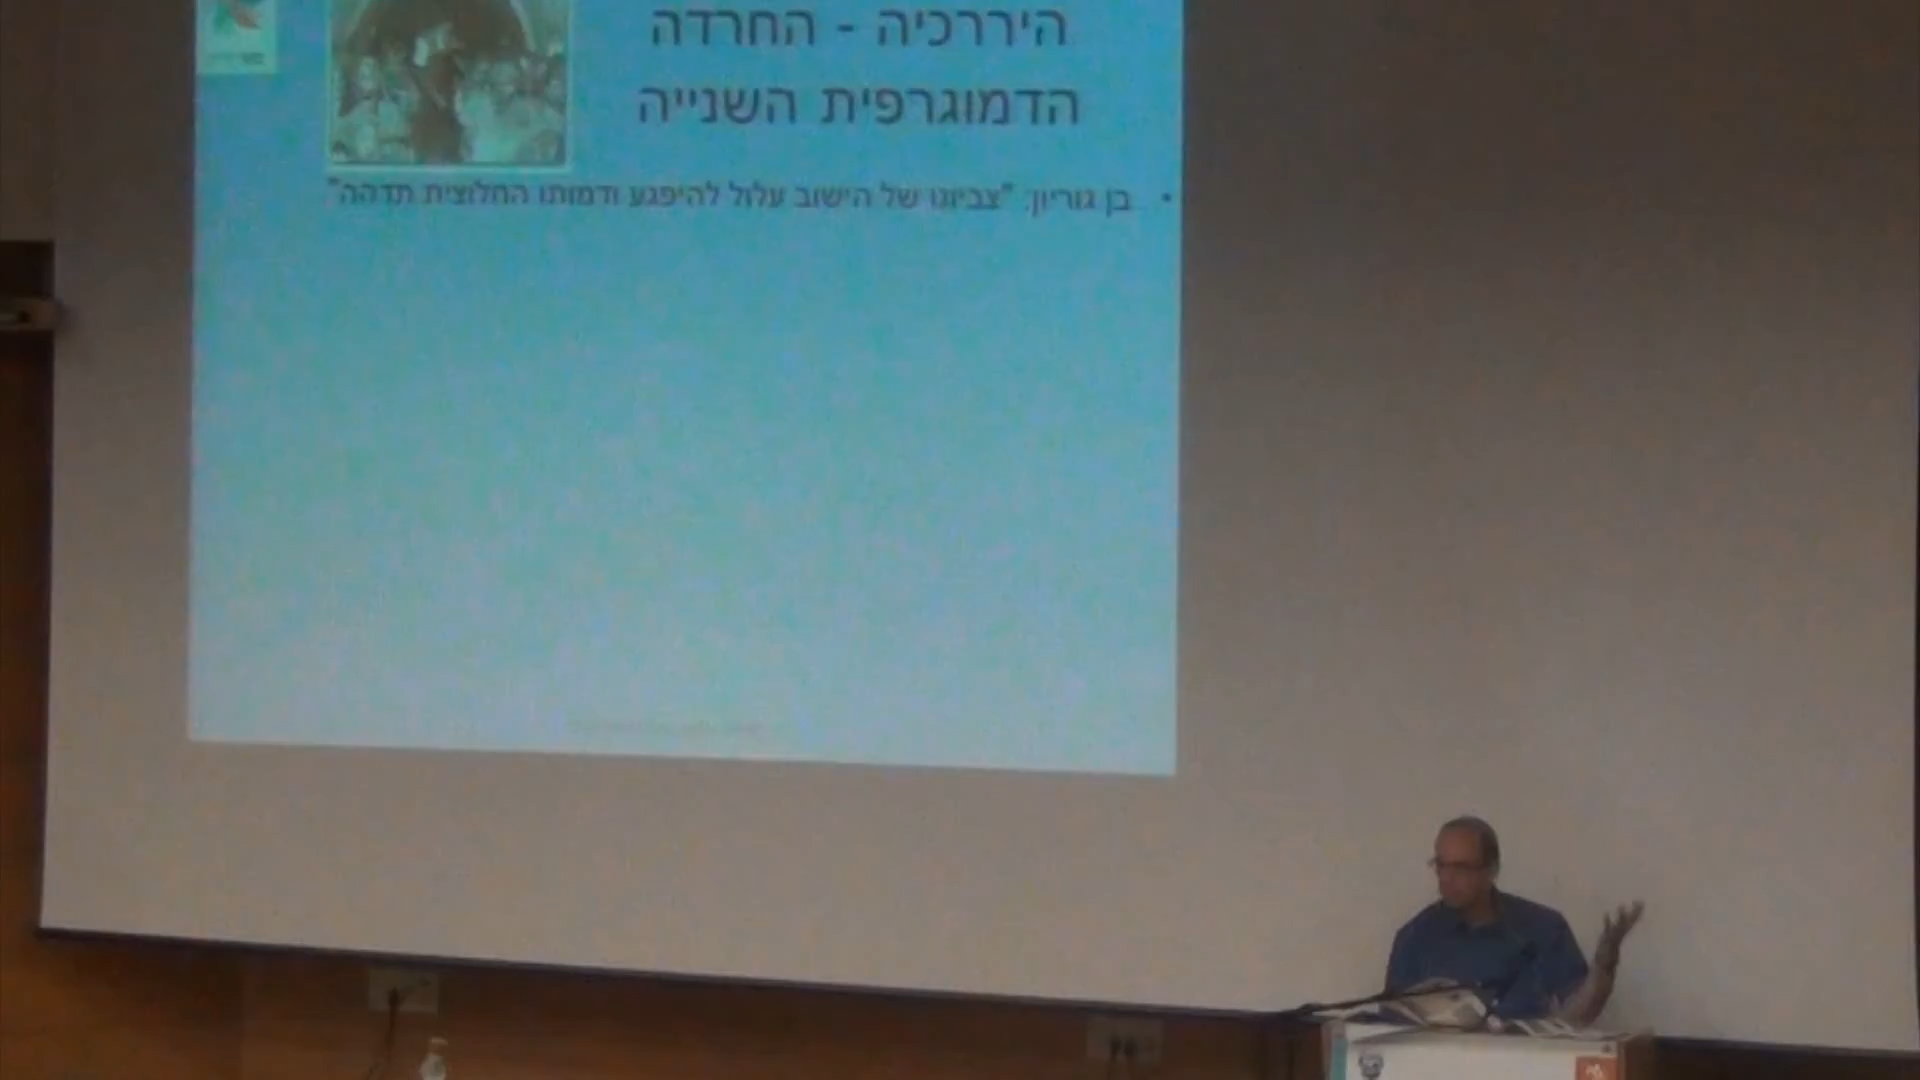 היררכיה - החרדה
הדמוגרפית השנייה
• בן גוריון: "צביונו של הישוב עלול להיפגע ודמותו החלוצית תדהה"